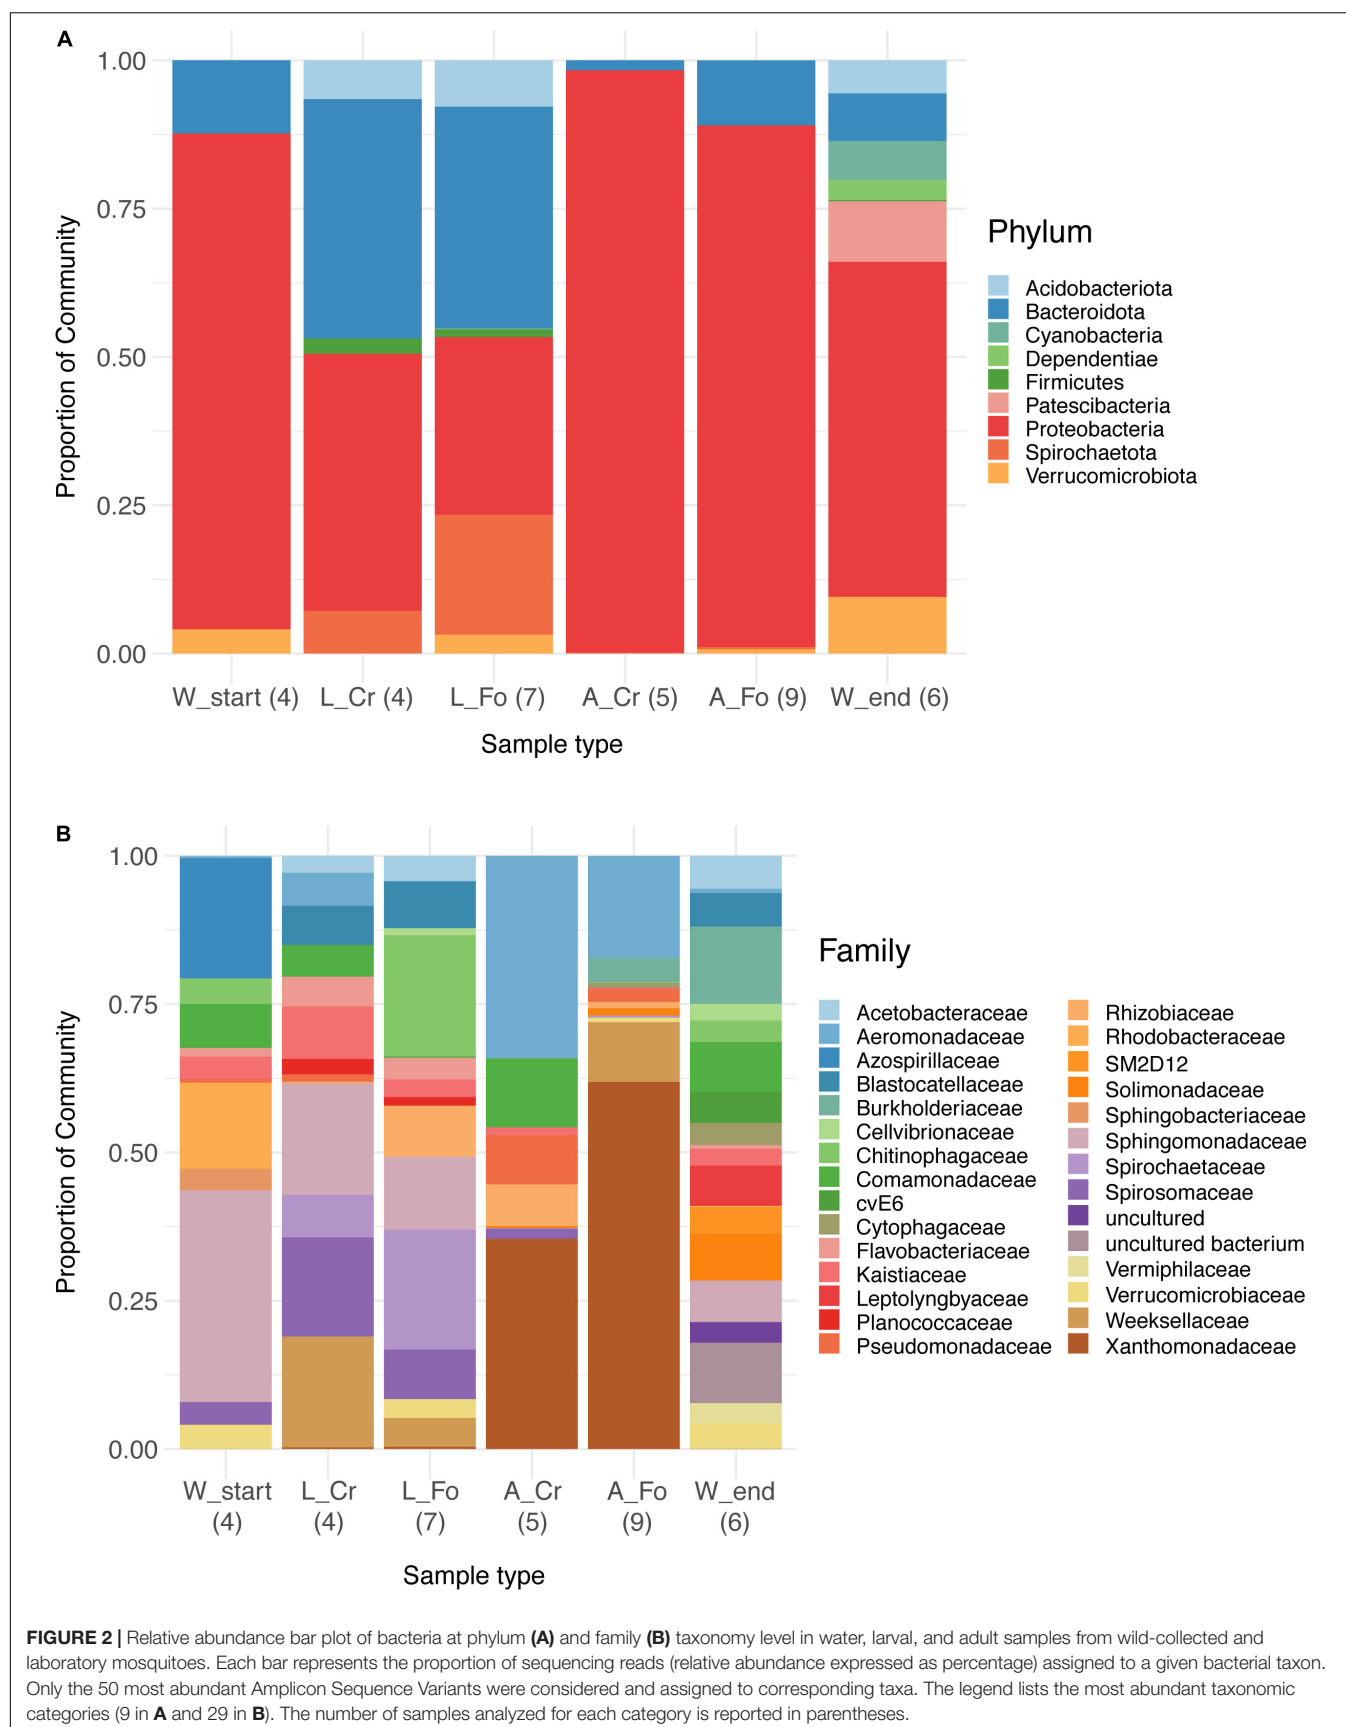 A
1.00
0.75
0.50
0.25
0.00
Proportion of Community
W_start (4) L_Cr (4) L_Fo (7) A_Cr (5) A_Fo (9) W_end (6)
Sample type
Phylum
Acidobacteriota
Bacteroidota
Cyanobacteria
Dependentiae
Firmicutes
Patescibacteria
Proteobacteria
Spirochaetota
Verrucomicrobiota
B
1.00
0.75
0.50
0.25
0.00
Proportion of Community
W_start L_Cr L_Fo A_Cr A_Fo W_end
(4) (4) (7) (5) (9) (6)
Sample type
Family
Acetobacteraceae
Aeromonadaceae
Azospirillaceae
Blastocatellaceae
Burkholderiaceae
Cellvibrionaceae
Chitinophagaceae
Comamonadaceae
cvE6
Cytophagaceae
Flavobacteriaceae
Kaistiaceae
Leptolyngbyaceae
Planococcaceae
Pseudomonadaceae
Rhizobiaceae
Rhodobacteraceae
SM2D12
Solimonadaceae
Sphingobacteriaceae
Sphingomonadaceae
Spirochaetaceae
Spirosomaceae
uncultured
uncultured bacterium
Vermiphilaceae
Verrucomicrobiaceae
Weeksellaceae
Xanthomonadaceae
FIGURE 2 | Relative abundance bar plot of bacteria at phylum (A) and family (B) taxonomy level in water, larval, and adult samples from wild-collected and
laboratory mosquitoes. Each bar represents the proportion of sequencing reads (relative abundance expressed as percentage) assigned to a given bacterial taxon.
Only the 50 most abundant Amplicon Sequence Variants were considered and assigned to corresponding taxa. The legend lists the most abundant taxonomic
categories (9 in A and 29 in B). The number of samples analyzed for each category is reported in parentheses.